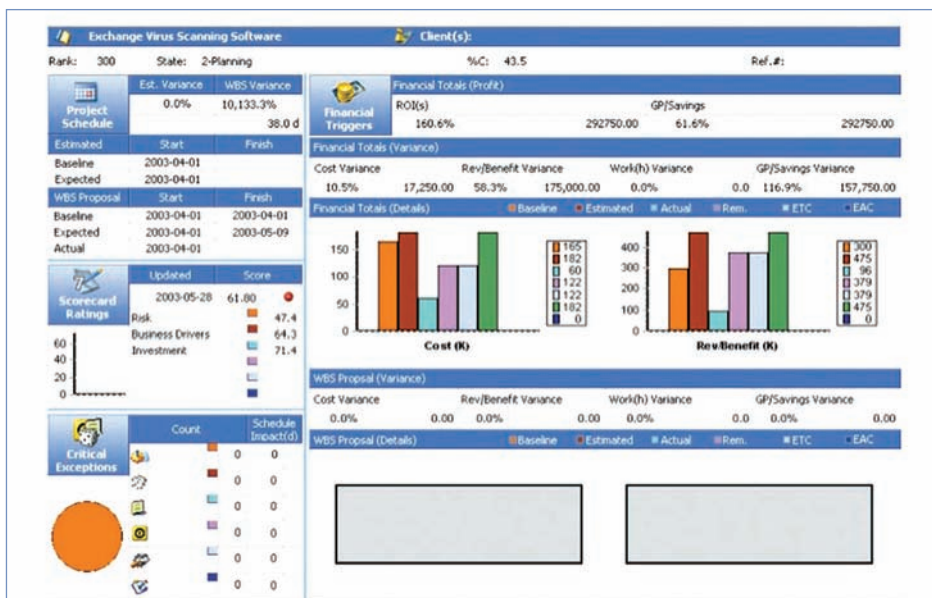 Exchange Virus Scanning Software Client(s):
Rank: 300 State: 2-Planning %C: 43.5 Ref.#:
Project Schedule
Est. Variance WBS Variance
0.0% 10,133.3%
38.0 d
Estimated Start Finish
Baseline 2003-04-01
Expected 2003-04-01
WBS Proposal Start Finish
Baseline 2003-04-01 2003-04-01
Expected 2003-04-01 2003-05-09
Actual 2003-04-01
Scorecard Ratings
Updated Score
2003-05-28 61.80
Risk 47.4
Business Drivers 64.3
Investment 71.4
60
40
20
0
Critical Exceptions
Count Schedule Impact(d)
0 0
0 0
0 0
0 0
0 0
0 0
Financial Triggers
Financial Totals (Profit)
ROI(s) GP/Savings
160.6% 292750.00 61.6% 292750.00
Financial Totals (Variance)
Cost Variance Rev/Benefit Variance Work(h) Variance GP/Savings Variance
10.5% 17,250.00 58.3% 175,000.00 0.0% 0.0 116.9% 157,750.00
Financial Totals (Details) Baseline Estimated Actual Rem. ETC EAC
150
100
50
0
165
182
60
122
122
182
0
Cost (K)
400
300
200
100
0
300
475
96
379
379
475
0
Rev/Benefit (K)
WBS Propsal (Variance)
Cost Variance Rev/Benefit Variance Work(h) Variance GP/Savings Variance
0.0% 0.00 0.0% 0.00 0.0% 0.0 0.0% 0.00
WBS Propsal (Details) Baseline Estimated Actual Rem. ETC EAC